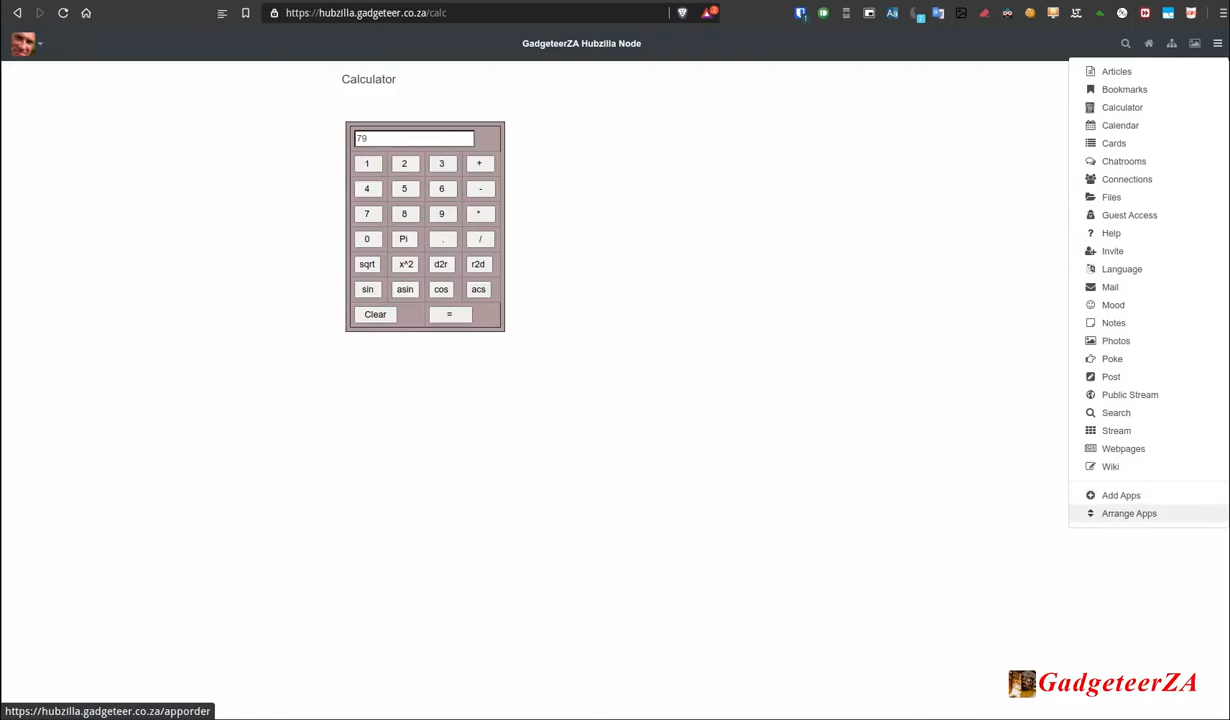 https://hubzilla.gadgeteer.co.za/calc
GadgeteerZA Hubzilla Node
Calculator
79
1 2 3 +
4 5 6 -
7 8 9 *
0 Pi . /
sqrt x^2 d2r r2d
sin asin cos acs
Clear =
Articles
Bookmarks
Calculator
Calendar
Cards
Chatrooms
Connections
Files
Guest Access
? Help
Invite
Language
Mail
Mood
Notes
Photos
Poke
Post
Public Stream
Search
Stream
Webpages
Wiki
Add Apps
Arrange Apps
GadgeteerZA
https://hubzilla.gadgeteer.co.za/apporder